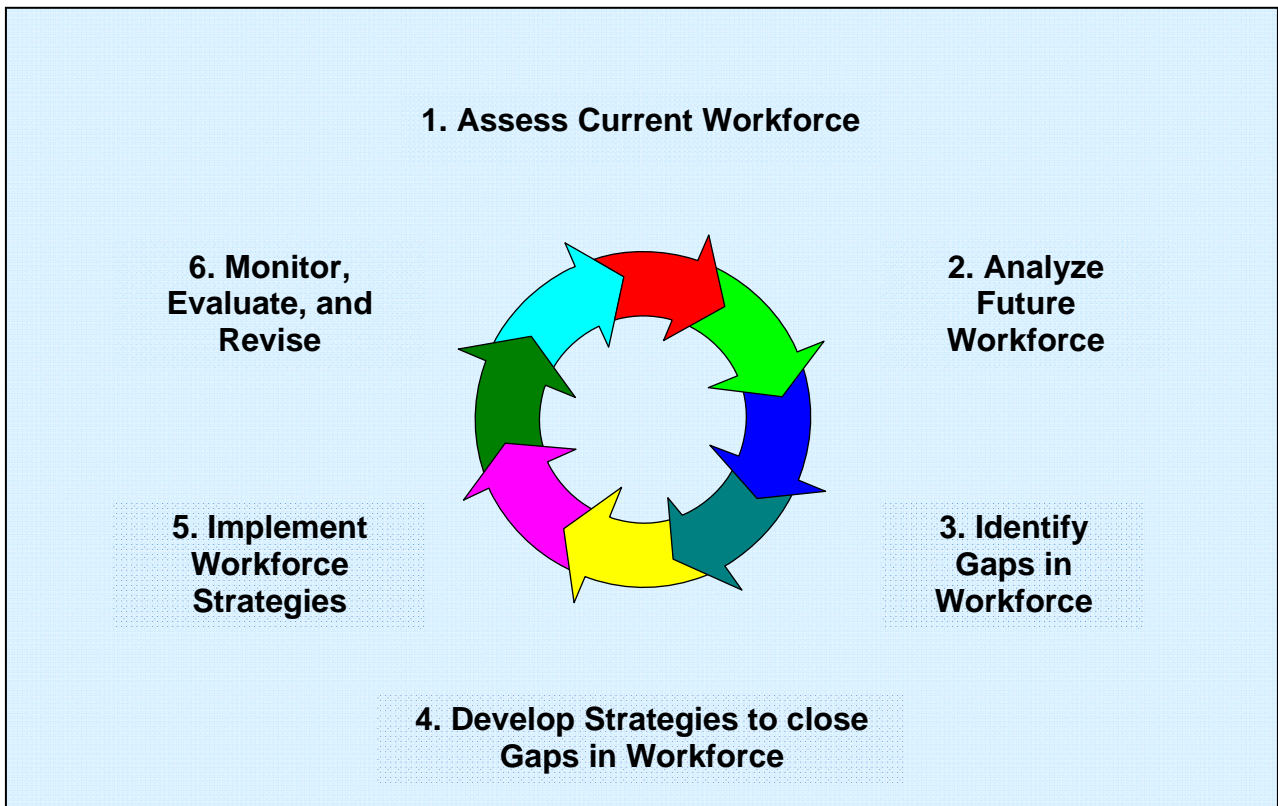 1. Assess Current Workforce
2. Analyze
Future
Workforce
3. Identify
Gaps in
Workforce
4. Develop Strategies to close
Gaps in Workforce
5. Implement
Workforce
Strategies
6. Monitor,
Evaluate, and
Revise